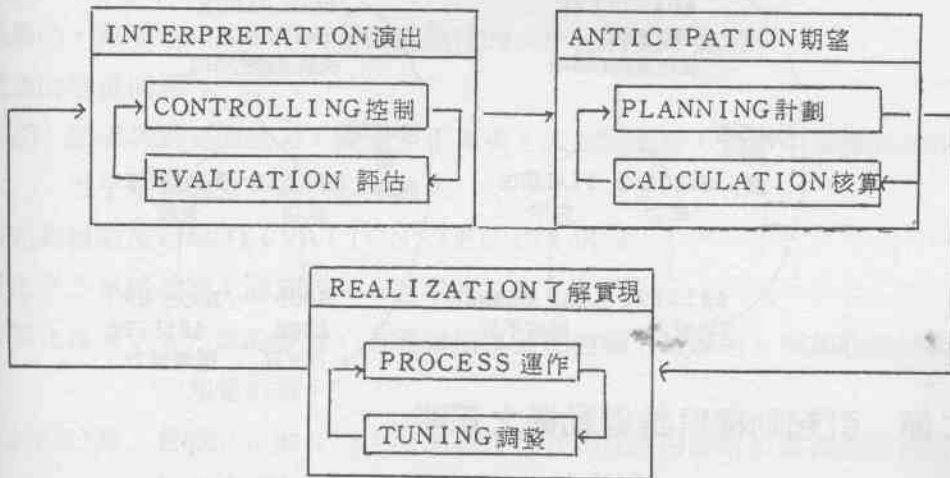 INTERPRETATION演出
CONTROLLING控制
EVALUATION 評估
ANTICIPATION期望
PLANNING計劃
CALCULATION核算
REALIZATION了解實現
PROCESS 運作
TUNING調整